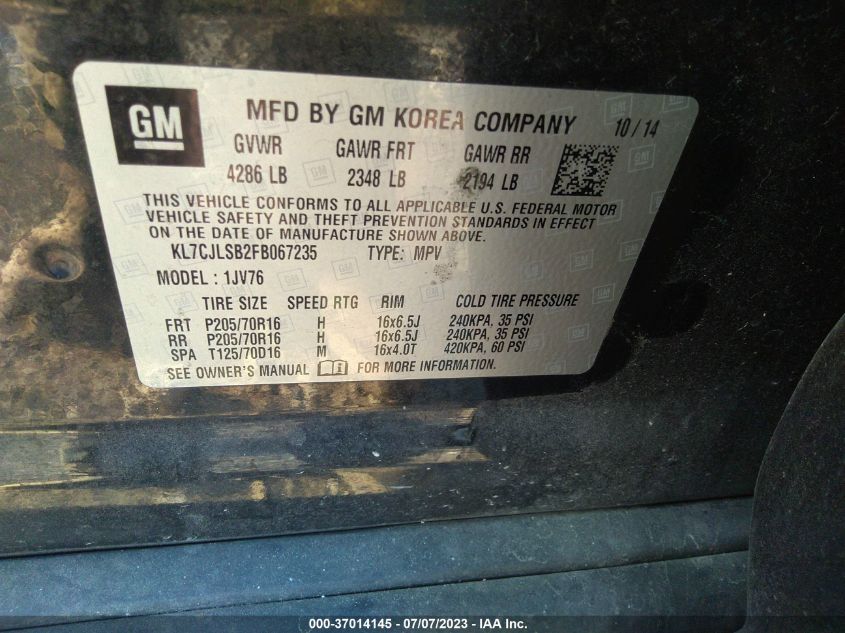 GM
MFD BY GM KOREA COMPANY 10 / 14
GVWR GAWR FRT GAWR RR
4286 LB 2348 LB 2194 LB
THIS VEHICLE CONFORMS TO ALL APPLICABLE U.S. FEDERAL MOTOR
VEHICLE SAFETY AND THEFT PREVENTION STANDARDS IN EFFECT
ON THE DATE OF MANUFACTURE SHOWN ABOVE.
KL7CJLSB2FB067235 TYPE: MPV
MODEL : 1JV76
TIRE SIZE SPEED RTG RIM COLD TIRE PRESSURE
FRT P205/70R16 H 16x6.5J 240KPA, 35 PSI
RR P205/70R16 H 16x6.5J 240KPA, 35 PSI
SPA T125/70D16 M 16x4.0T 420KPA, 60 PSI
SEE OWNER'S MANUAL FOR MORE INFORMATION.
000-37014145 - 07/07/2023 - IAA Inc.